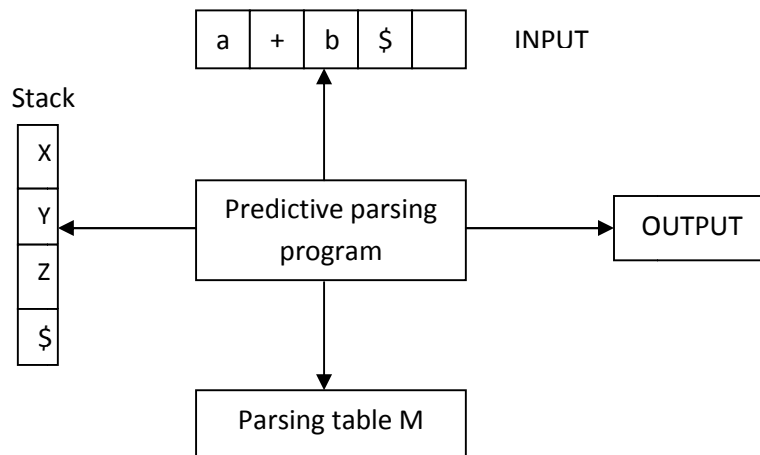 a + b $ INPUT
Stack
X
Y
Z
$
Predictive parsing
program
OUTPUT
Parsing table M